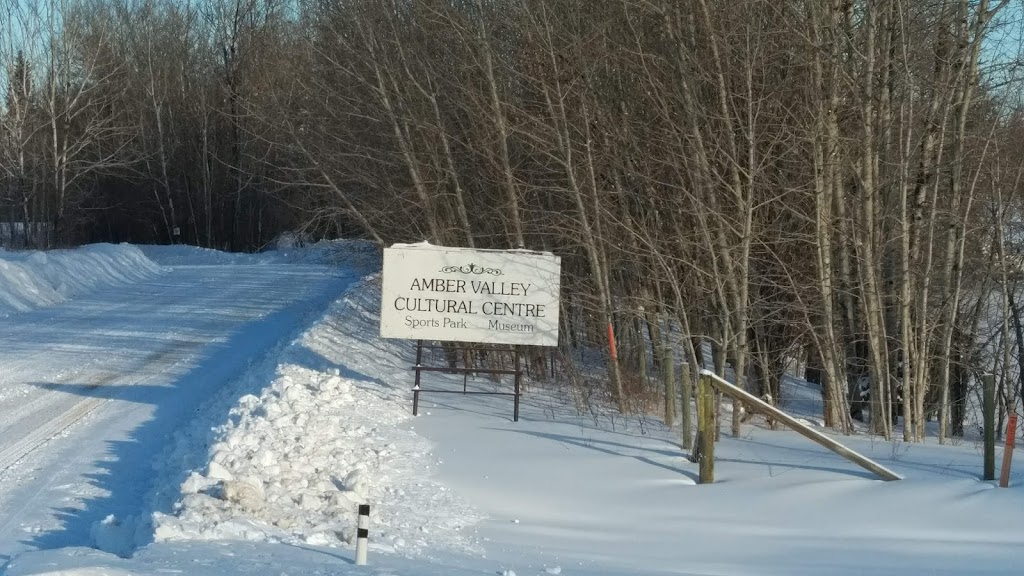 AMBER VALLEY
CULTURAL CENTRE
Sports Park Museum